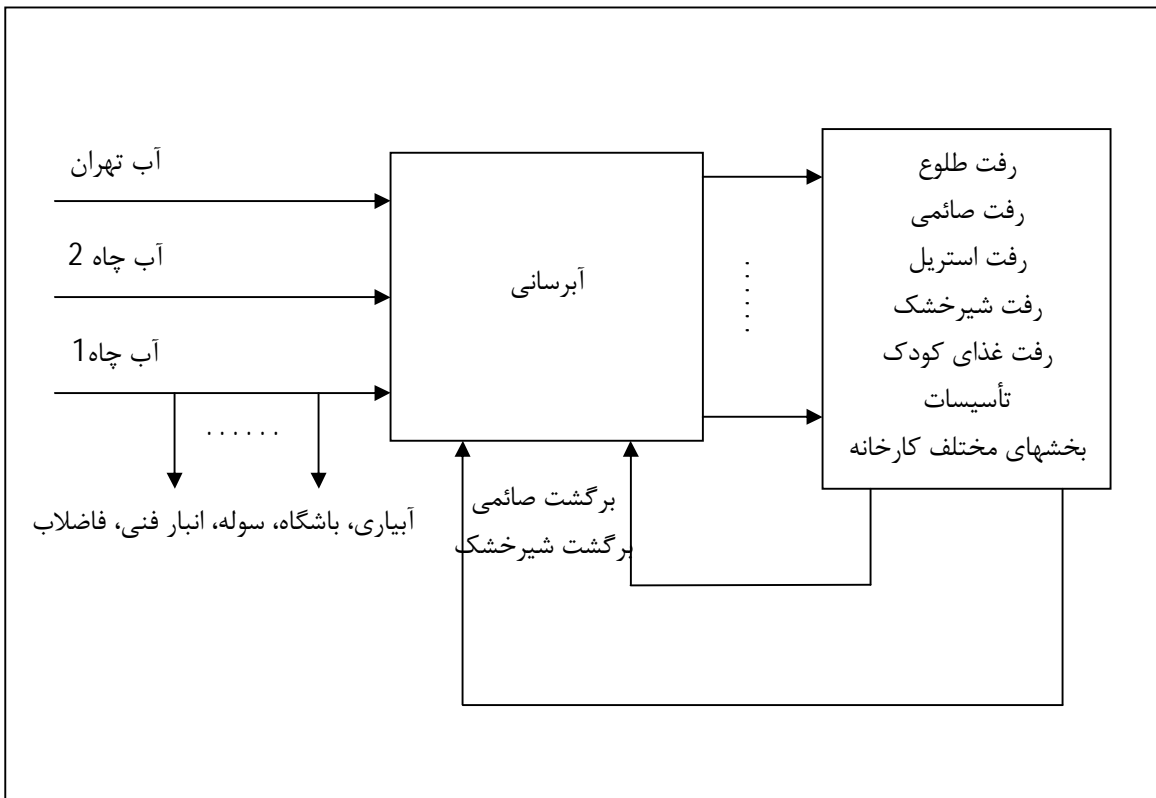 آب تهران
آب چاه 2
آب چاه1
. . . . . .
آبیاری، باشگاه، سوله، انبار فنی، فاضلاب
آبرسانی
. . . . . .
رفت طلوع
رفت صائمی
رفت استریل
رفت شیرخشک
رفت غذای کودک
تأسیسات
بخشهای مختلف کارخانه
برگشت صائمی
برگشت شیرخشک